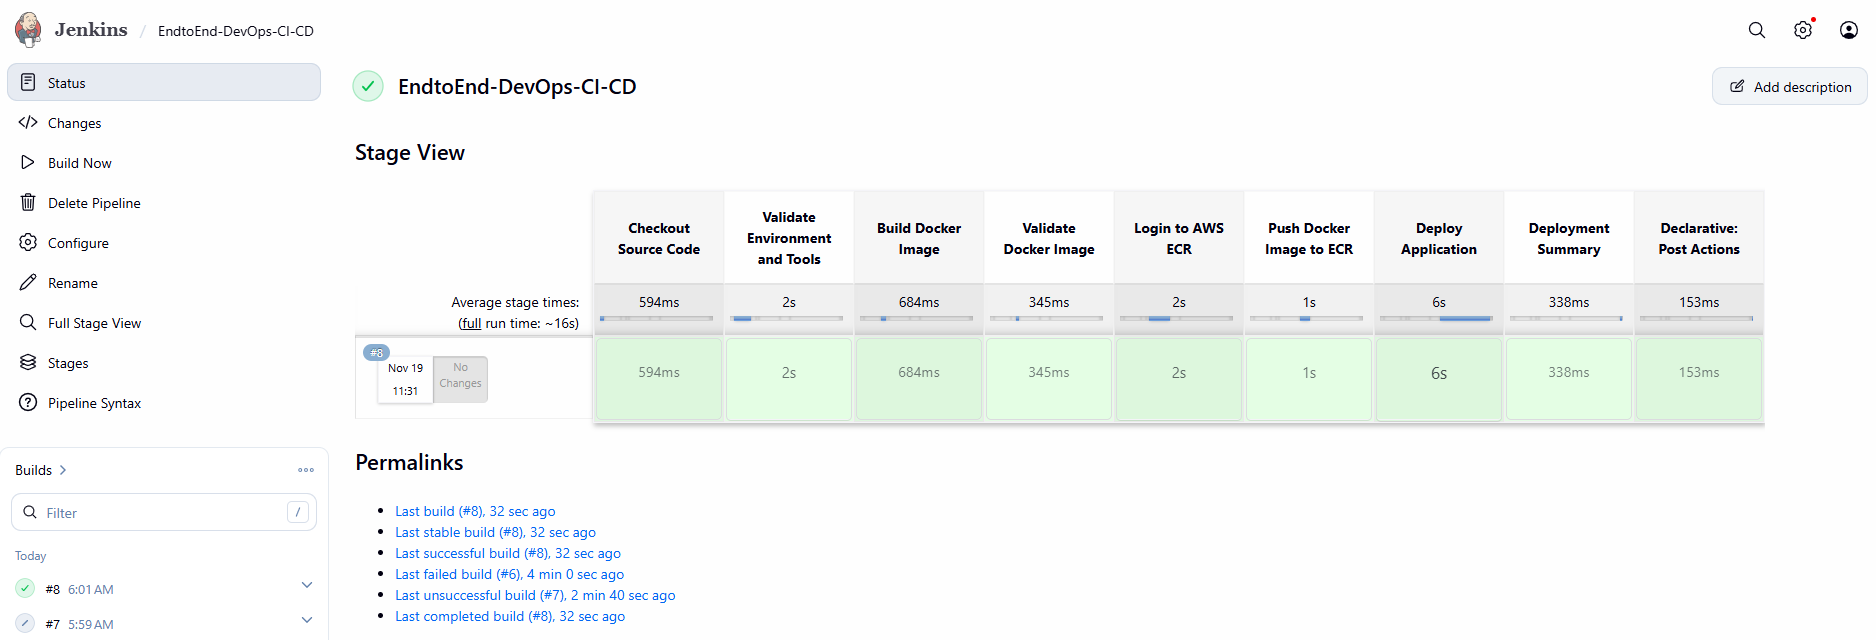 Jenkins / EndtoEnd-DevOps-CI-CD
Status
Changes
Build Now
Delete Pipeline
Configure
Rename
Full Stage View
Stages
Pipeline Syntax
Builds
Filter /
Today
#8 6:01 AM
#7 5:59 AM
EndtoEnd-DevOps-CI-CD
Add description
Stage View
Checkout
Source Code
Validate
Environment
and Tools
Build Docker
Image
Validate
Docker Image
Login to AWS
ECR
Push Docker
Image to ECR
Deploy
Application
Deployment
Summary
Declarative:
Post Actions
Average stage times:
(full run time: ~16s)
594ms 2s 684ms 345ms 2s 1s 6s 338ms 153ms
#8
Nov 19
11:31
No
Changes
594ms 2s 684ms 345ms 2s 1s 6s 338ms 153ms
Permalinks
Last build (#8), 32 sec ago
Last stable build (#8), 32 sec ago
Last successful build (#8), 32 sec ago
Last failed build (#6), 4 min 0 sec ago
Last unsuccessful build (#7), 2 min 40 sec ago
Last completed build (#8), 32 sec ago